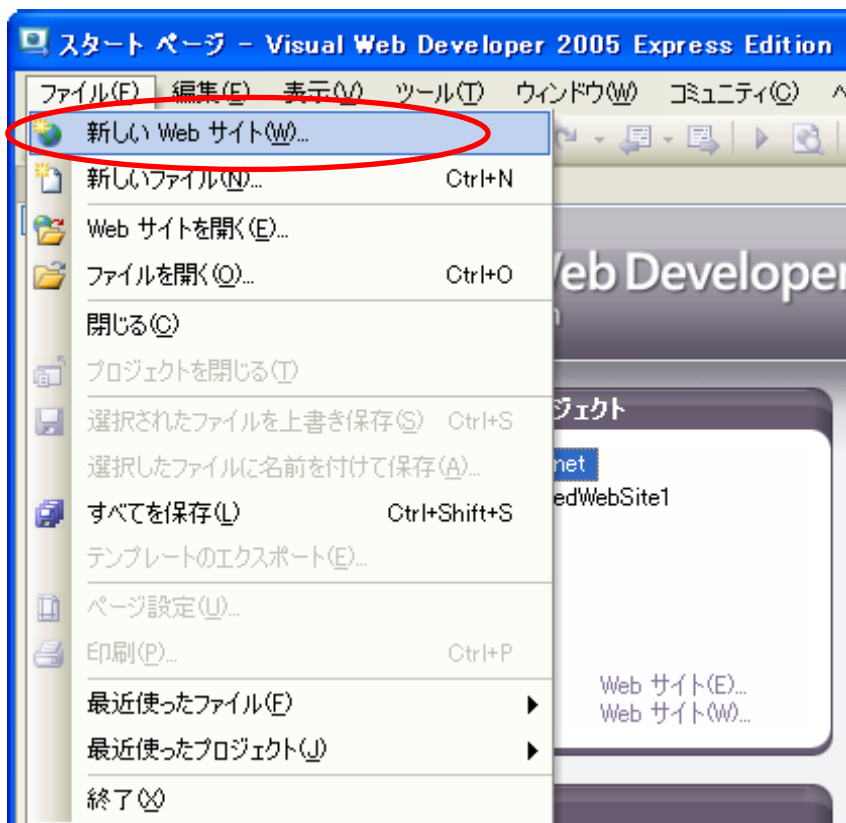 スタート ページ - Visual Web Developer 2005 Express Edition
ファイル(F) 編集(E) 表示(V) ツール(T) ウィンドウ(W) コミュニティ(C)
新しい Web サイト(W)...
新しいファイル(N)... Ctrl+N
Web サイトを開く(E)...
ファイルを開く(O)... Ctrl+O
eb Developer
閉じる(C)
プロジェクトを閉じる(T)
ジェクト
選択されたファイルを上書き保存(S) Ctrl+S
選択したファイルに名前を付けて保存(A)...
net
edWebSite1
すべてを保存(L) Ctrl+Shift+S
テンプレートのエクスポート(E)...
ページ設定(U)...
印刷(P)... Ctrl+P
Web サイト(E)...
最近使ったファイル(F)
Web サイト(W)...
最近使ったプロジェクト(J)
終了(X)